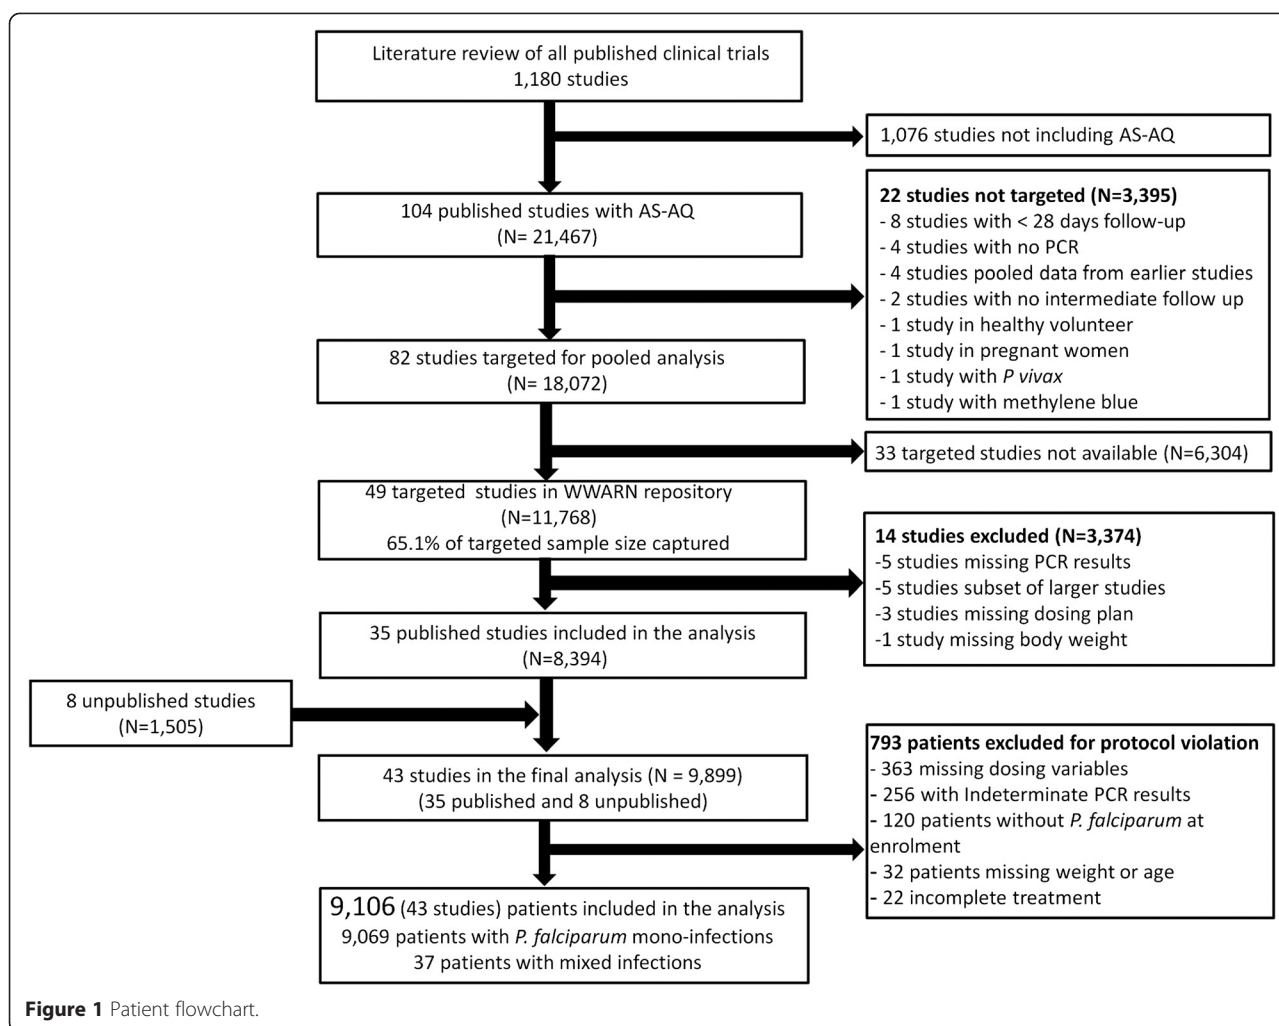 Literature review of all published clinical trials
1,180 studies
1,076 studies not including AS-AQ
104 published studies with AS-AQ
(N= 21,467)
22 studies not targeted (N=3,395)
- 8 studies with < 28 days follow-up
- 4 studies with no PCR
- 4 studies pooled data from earlier studies
- 2 studies with no intermediate follow up
- 1 study in healthy volunteer
- 1 study in pregnant women
- 1 study with P vivax
- 1 study with methylene blue
82 studies targeted for pooled analysis
(N= 18,072)
33 targeted studies not available (N=6,304)
49 targeted studies in WWARN repository
(N=11,768)
65.1% of targeted sample size captured
14 studies excluded (N=3,374)
-5 studies missing PCR results
-5 studies subset of larger studies
-3 studies missing dosing plan
-1 study missing body weight
35 published studies included in the analysis
(N=8,394)
8 unpublished studies
(N=1,505)
43 studies in the final analysis (N = 9,899)
(35 published and 8 unpublished)
793 patients excluded for protocol violation
- 363 missing dosing variables
- 256 with Indeterminate PCR results
- 120 patients without P. falciparum at
enrolment
- 32 patients missing weight or age
- 22 incomplete treatment
9,106 (43 studies) patients included in the analysis
9,069 patients with P. falciparum mono-infections
37 patients with mixed infections
Figure 1 Patient flowchart.